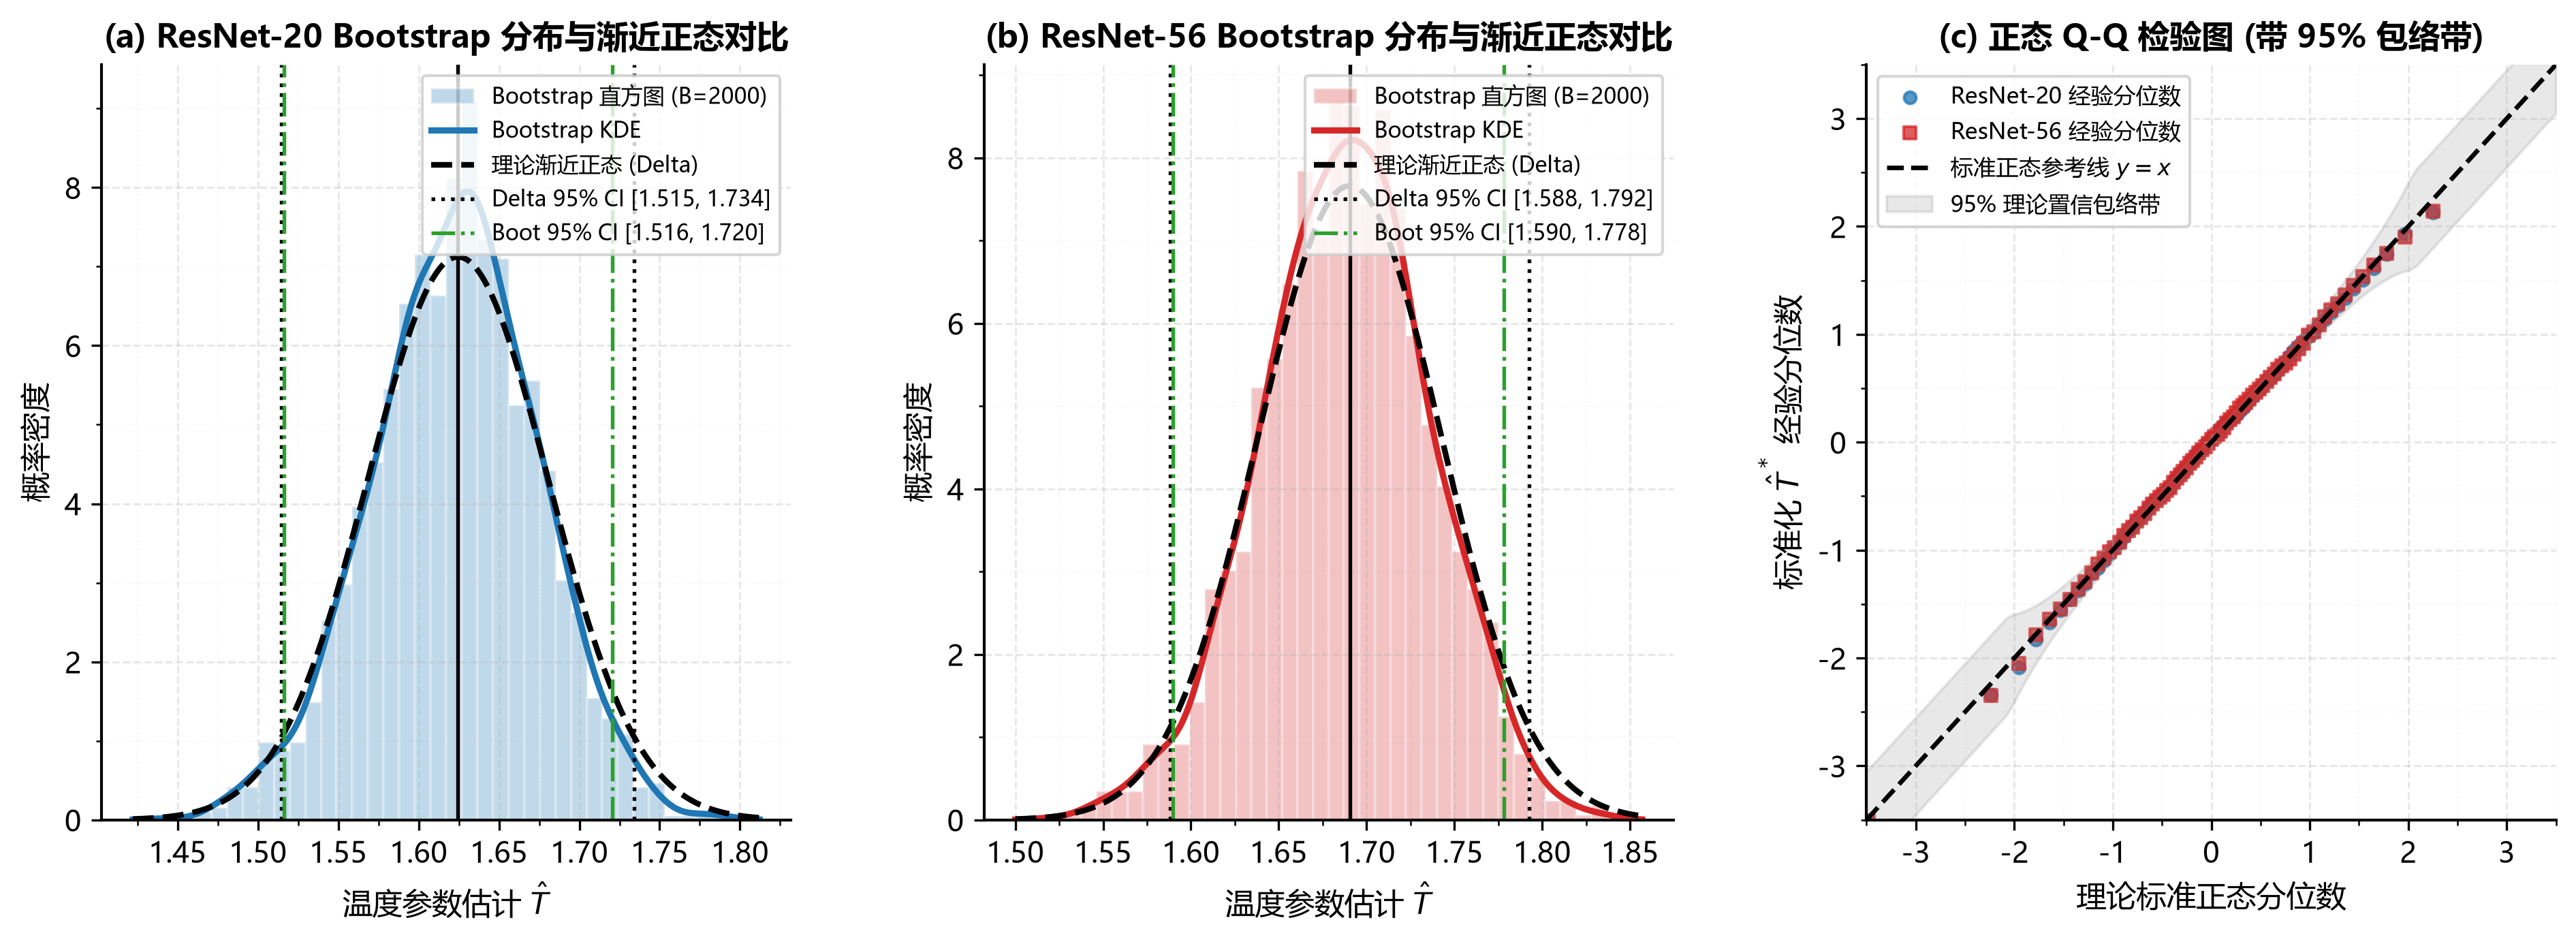 (a) ResNet-20 Bootstrap 分布与渐近正态对比
Bootstrap 直方图 (B=2000)
Bootstrap KDE
理论渐近正态 (Delta)
Delta 95% CI [1.515, 1.734]
Boot 95% CI [1.516, 1.720]
概率密度
8
6
4
2
0
1.45 1.50 1.55 1.60 1.65 1.70 1.75 1.80
温度参数估计 T̂
(b) ResNet-56 Bootstrap 分布与渐近正态对比
Bootstrap 直方图 (B=2000)
Bootstrap KDE
理论渐近正态 (Delta)
Delta 95% CI [1.588, 1.792]
Boot 95% CI [1.590, 1.778]
概率密度
8
6
4
2
0
1.50 1.55 1.60 1.65 1.70 1.75 1.80 1.85
温度参数估计 T̂
(c) 正态 Q-Q 检验图 (带 95% 包络带)
ResNet-20 经验分位数
ResNet-56 经验分位数
标准正态参考线 y = x
95% 理论置信包络带
标准化 T̂* 经验分位数
3
2
1
0
-1
-2
-3
-3 -2 -1 0 1 2 3
理论标准正态分位数